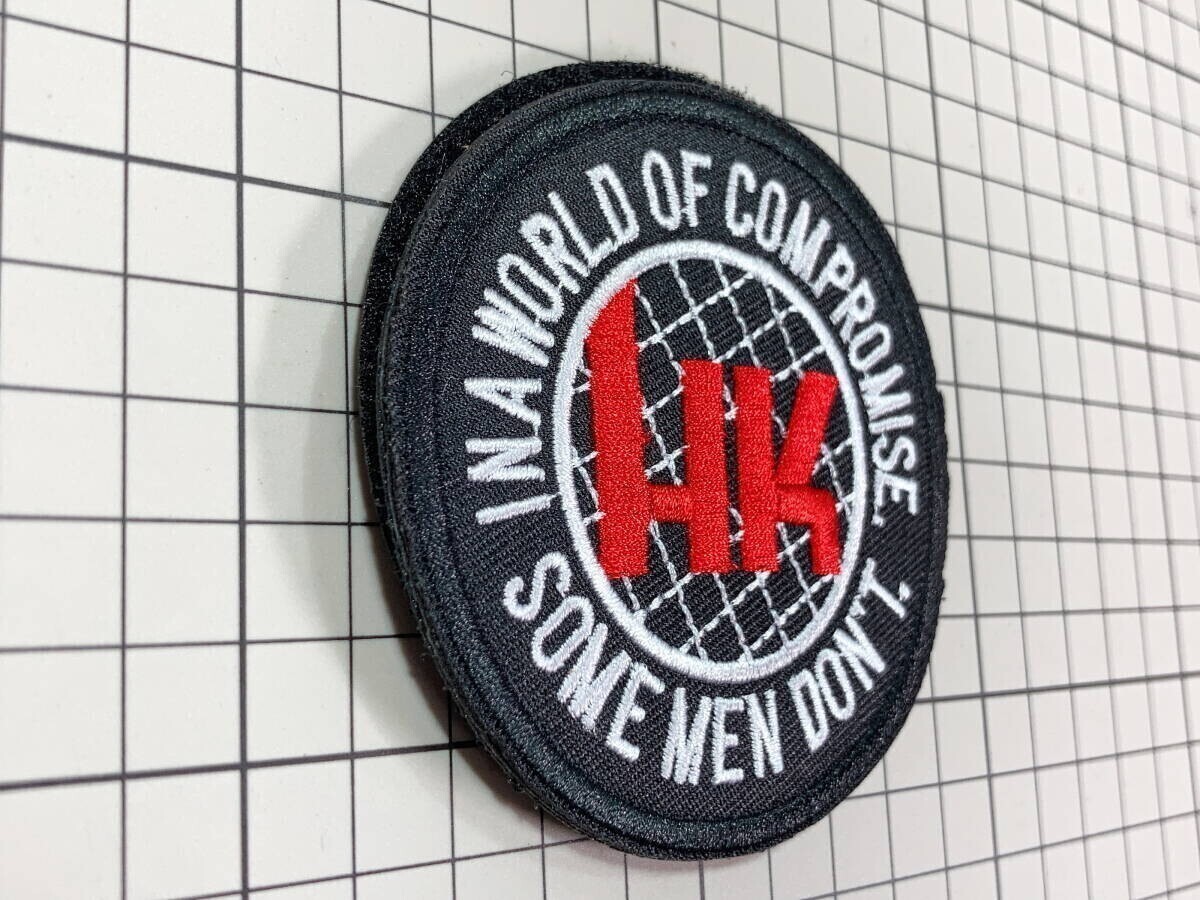 IN A WORLD OF COMPROMISE,
HK
SOME MEN DON'T.